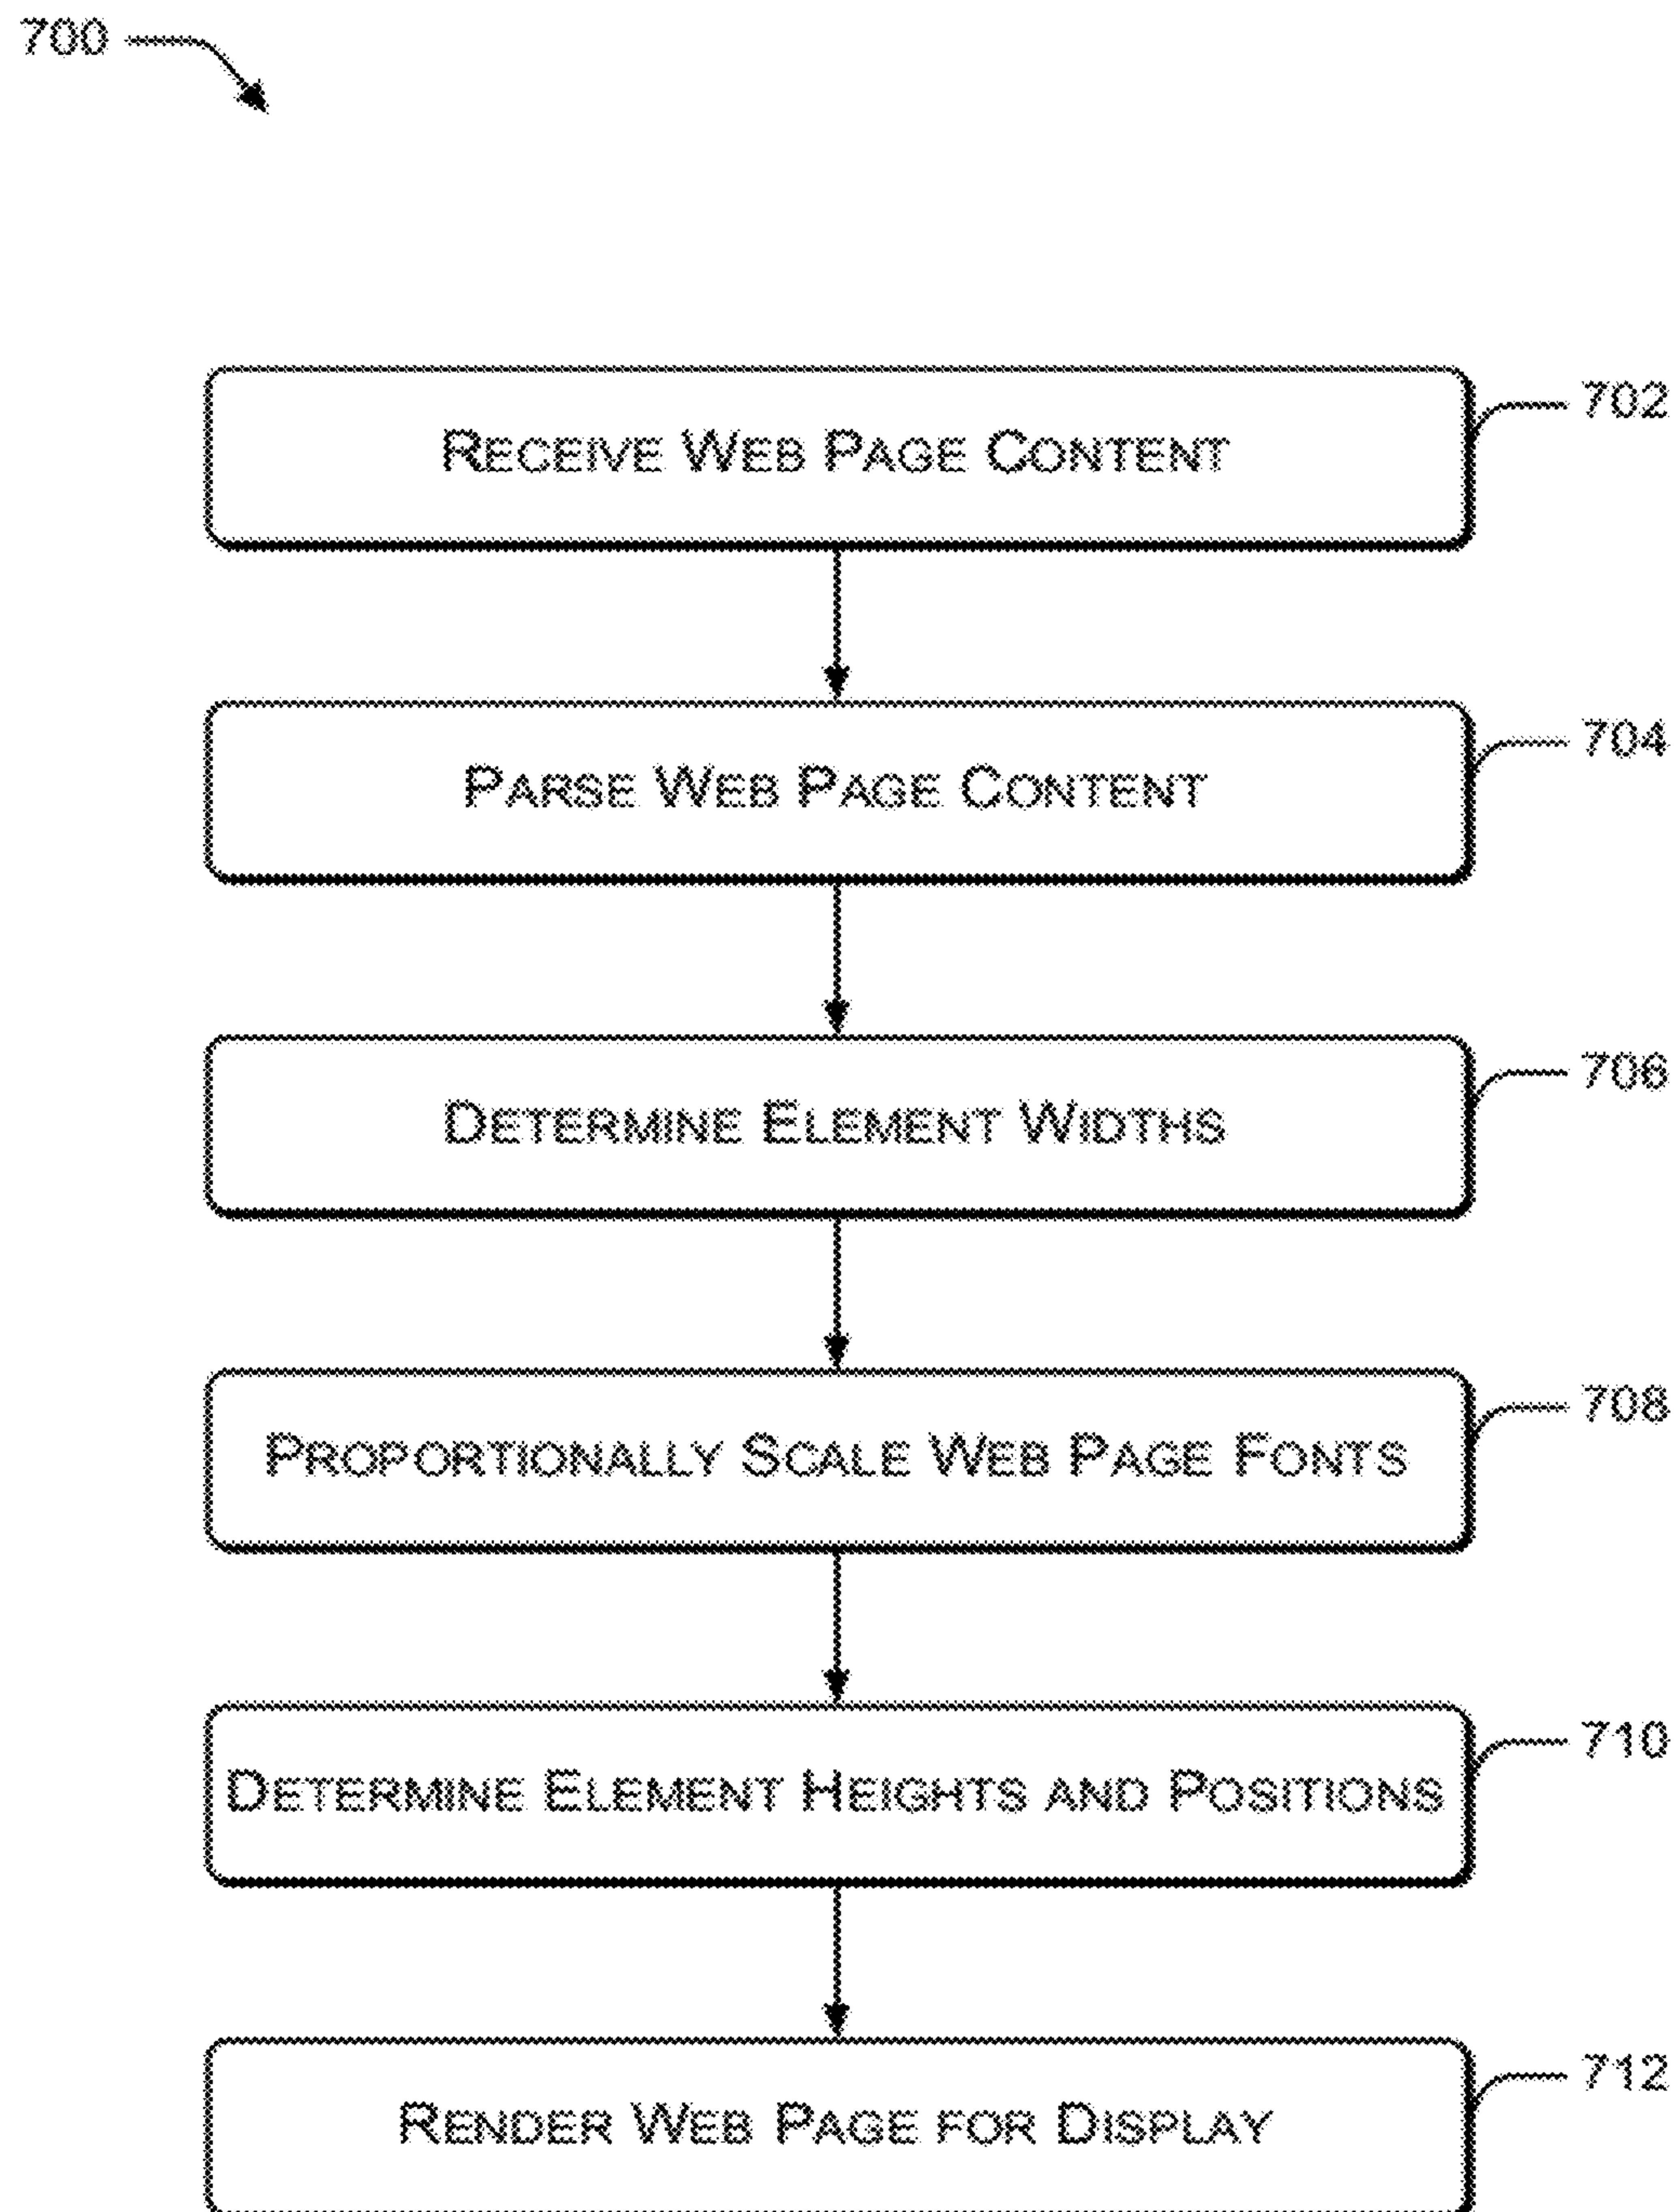 700
RECEIVE WEB PAGE CONTENT
702
PARSE WEB PAGE CONTENT
704
DETERMINE ELEMENT WIDTHS
706
PROPORTIONALLY SCALE WEB PAGE FONTS
708
DETERMINE ELEMENT HEIGHTS AND POSITIONS
710
RENDER WEB PAGE FOR DISPLAY
712